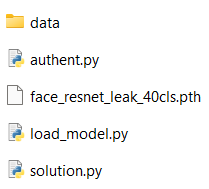 data
authent.py
face_resnet_leak_40cls.pth
load_model.py
solution.py